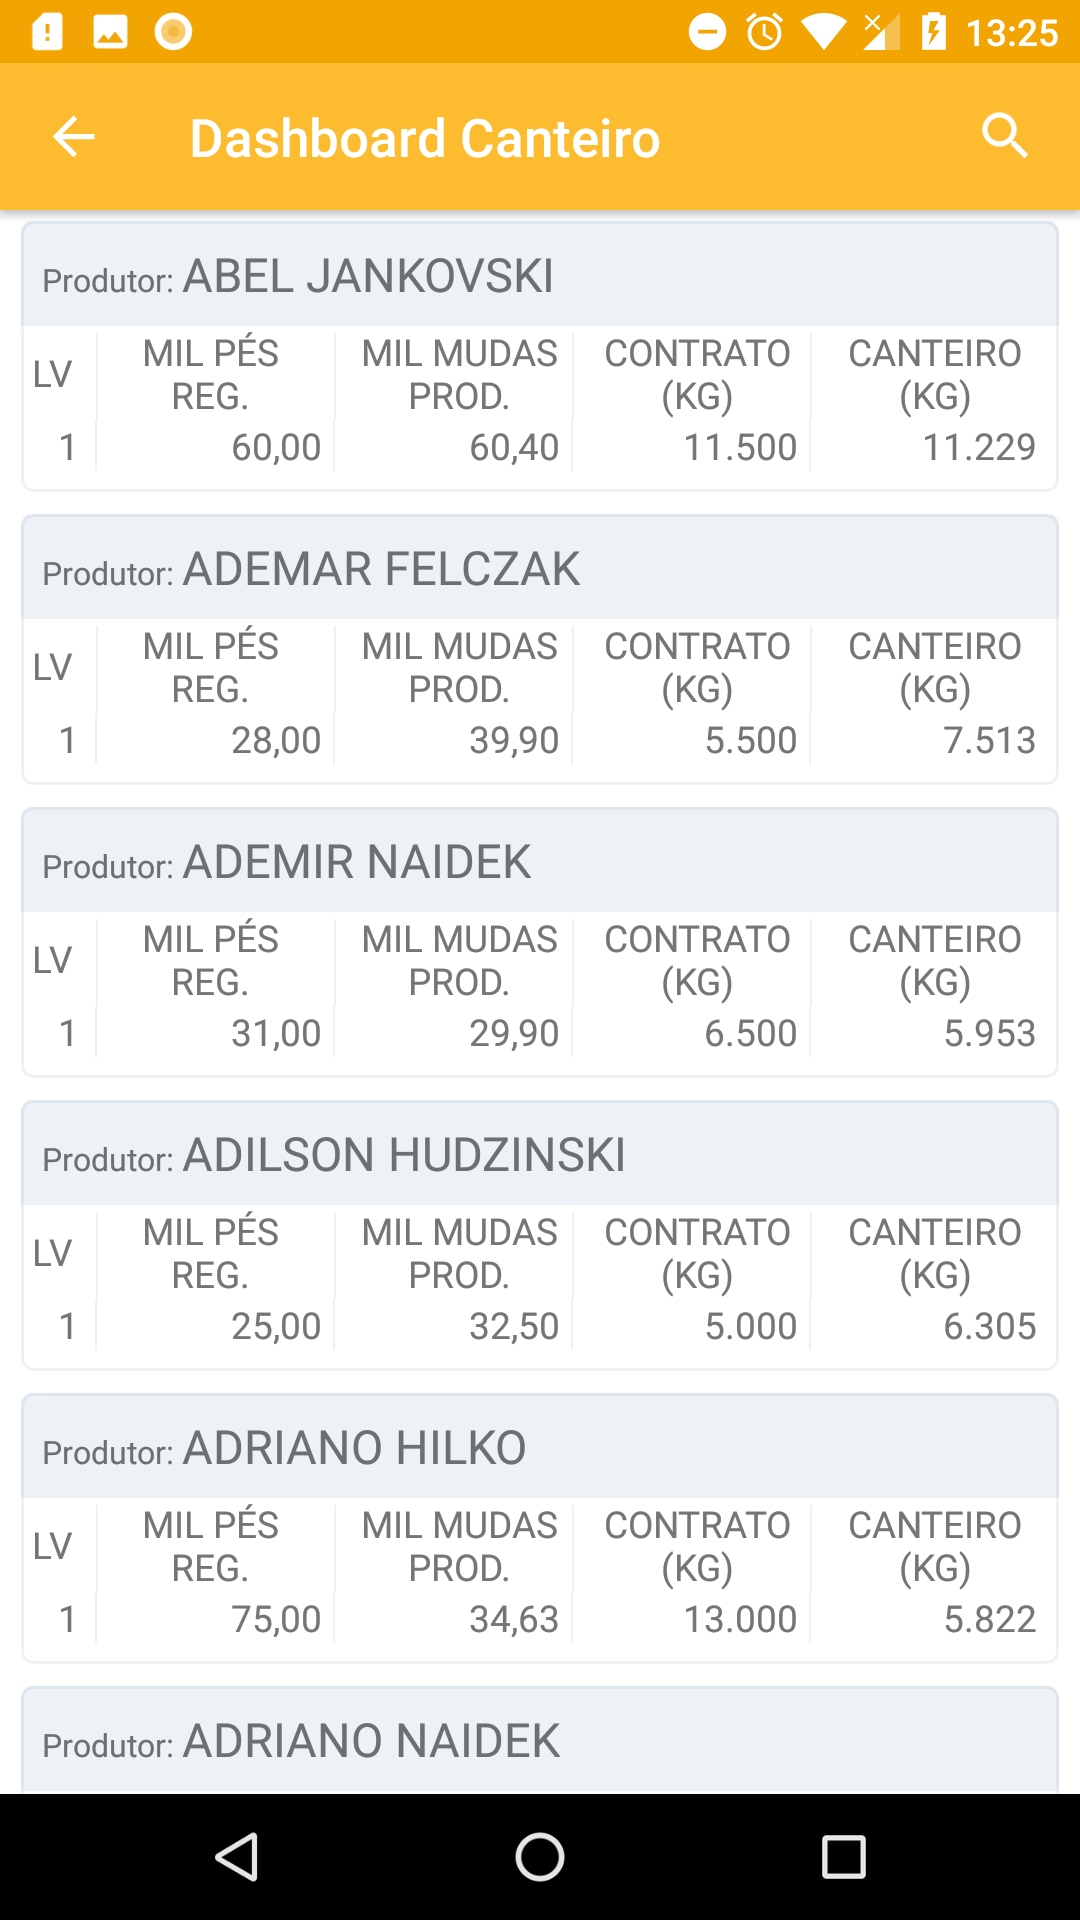 13:25
Dashboard Canteiro
Produtor: ABEL JANKOVSKI
LV MIL PÉS REG. MIL MUDAS PROD. CONTRATO (KG) CANTEIRO (KG)
1 60,00 60,40 11.500 11.229
Produtor: ADEMAR FELCZAK
LV MIL PÉS REG. MIL MUDAS PROD. CONTRATO (KG) CANTEIRO (KG)
1 28,00 39,90 5.500 7.513
Produtor: ADEMIR NAIDEK
LV MIL PÉS REG. MIL MUDAS PROD. CONTRATO (KG) CANTEIRO (KG)
1 31,00 29,90 6.500 5.953
Produtor: ADILSON HUDZINSKI
LV MIL PÉS REG. MIL MUDAS PROD. CONTRATO (KG) CANTEIRO (KG)
1 25,00 32,50 5.000 6.305
Produtor: ADRIANO HILKO
LV MIL PÉS REG. MIL MUDAS PROD. CONTRATO (KG) CANTEIRO (KG)
1 75,00 34,63 13.000 5.822
Produtor: ADRIANO NAIDEK